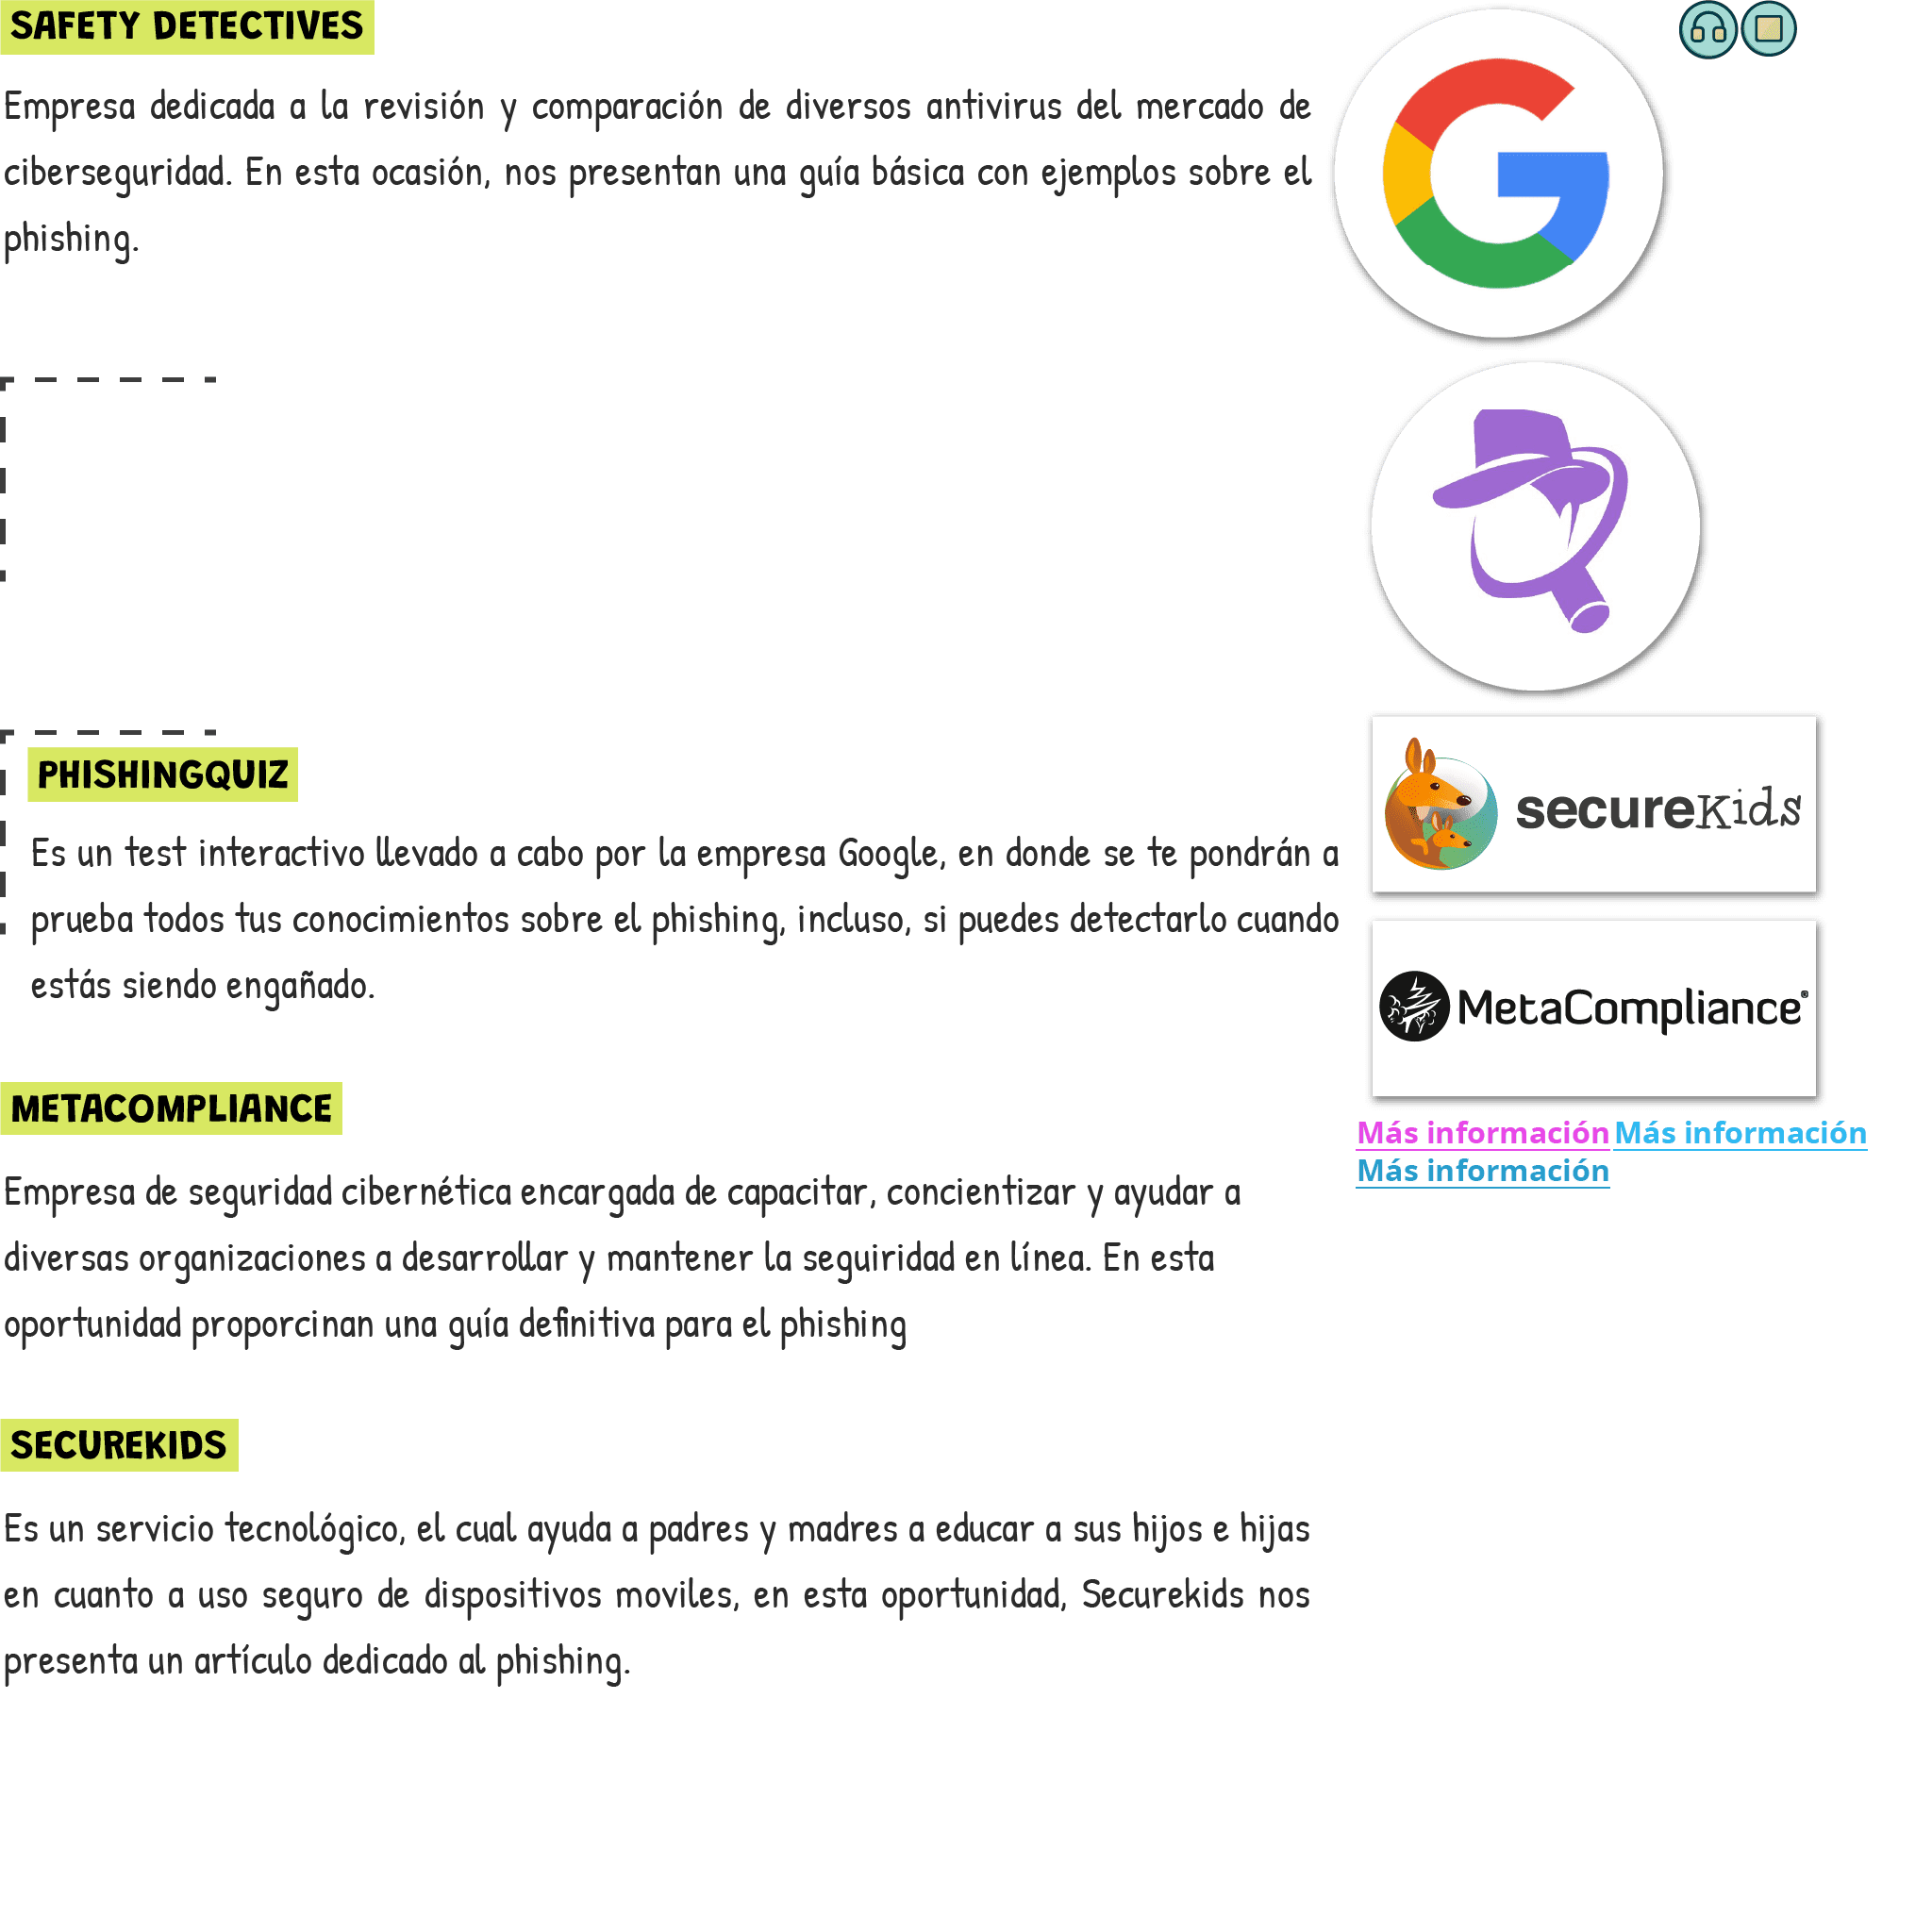 SAFETY DETECTIVES
Empresa dedicada a la revisión y comparación de diversos antivirus del mercado de
ciberseguridad. En esta ocasión, nos presentan una guía básica con ejemplos sobre el
phishing.
PHISHINGQUIZ
Es un test interactivo llevado a cabo por la empresa Google, en donde se te pondrán a
prueba todos tus conocimientos sobre el phishing, incluso, si puedes detectarlo cuando
estás siendo engañado.
METACOMPLIANCE
Empresa de seguridad cibernética encargada de capacitar, concientizar y ayudar a
diversas organizaciones a desarrollar y mantener la seguiridad en línea. En esta
oportunidad proporcinan una guía definitiva para el phishing
SECUREKIDS
Es un servicio tecnológico, el cual ayuda a padres y madres a educar a sus hijos e hijas
en cuanto a uso seguro de dispositivos moviles, en esta oportunidad, Securekids nos
presenta un artículo dedicado al phishing.
G
secureKids
MetaCompliance®
Más información Más información
Más información